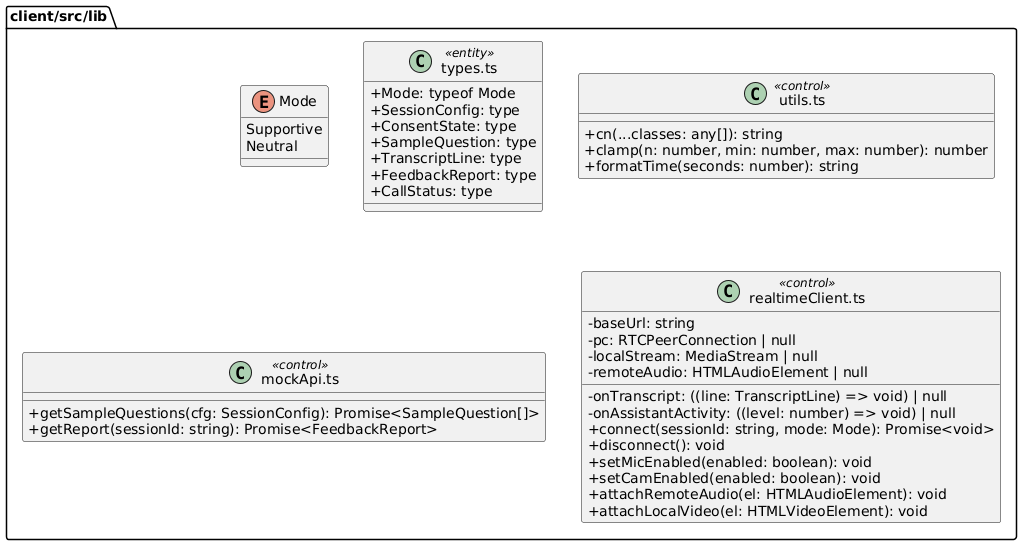 client/src/lib
E Mode
Supportive
Neutral
C «entity»
types.ts
+Mode: typeof Mode
+SessionConfig: type
+ConsentState: type
+SampleQuestion: type
+TranscriptLine: type
+FeedbackReport: type
+CallStatus: type
C «control»
utils.ts
+cn(...classes: any[]): string
+clamp(n: number, min: number, max: number): number
+formatTime(seconds: number): string
C «control»
mockApi.ts
+getSampleQuestions(cfg: SessionConfig): Promise<SampleQuestion[]>
+getReport(sessionId: string): Promise<FeedbackReport>
C «control»
realtimeClient.ts
-baseUrl: string
-pc: RTCPeerConnection | null
-localStream: MediaStream | null
-remoteAudio: HTMLAudioElement | null
-onTranscript: ((line: TranscriptLine) => void) | null
-onAssistantActivity: ((level: number) => void) | null
+connect(sessionId: string, mode: Mode): Promise<void>
+disconnect(): void
+setMicEnabled(enabled: boolean): void
+setCamEnabled(enabled: boolean): void
+attachRemoteAudio(el: HTMLAudioElement): void
+attachLocalVideo(el: HTMLVideoElement): void